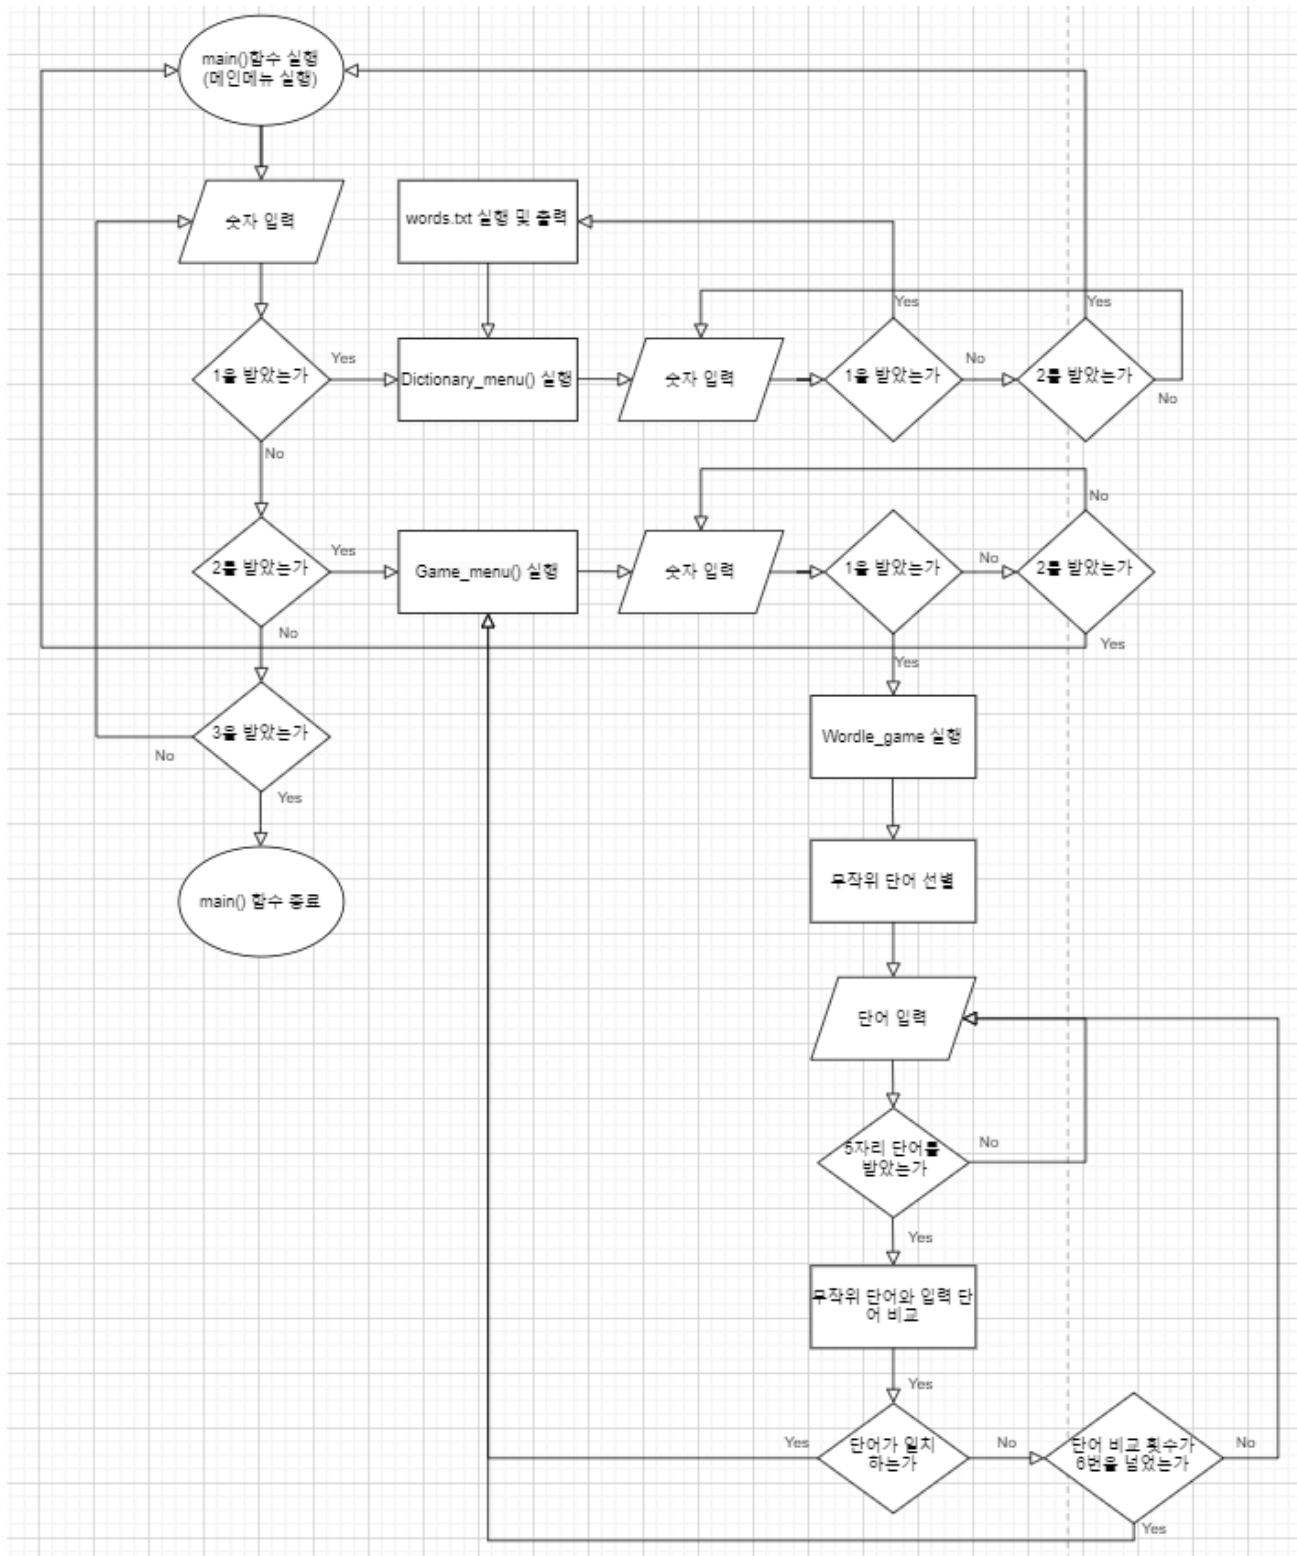 main()함수 실행
(메인메뉴 실행)
숫자 입력
words.txt 실행 및 출력
Yes
Yes
1을 받았는가
Yes
Dictionary_menu() 실행
숫자 입력
1을 받았는가
No
2를 받았는가
No
No
No
2를 받았는가
Yes
Game_menu() 실행
숫자 입력
1을 받았는가
No
2를 받았는가
No
Yes
Yes
3을 받았는가
Wordle_game 실행
No
Yes
무작위 단어 선별
main() 함수 종료
단어 입력
5자리 단어를
받았는가
No
Yes
무작위 단어와 입력 단
어 비교
Yes
Yes
단어가 일치
하는가
No
단어 비교 횟수가
6번을 넘었는가
No
Yes